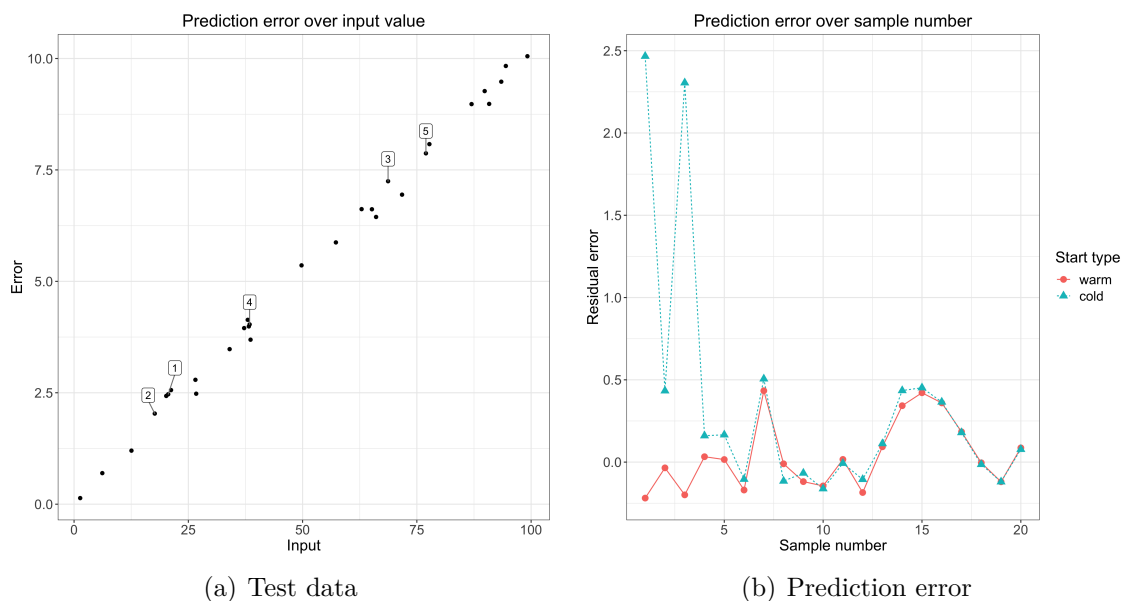 Prediction error over input value
10.0
7.5
5.0
2.5
0.0
Error
5
3
4
1
2
0
25
50
75
100
Input
(a) Test data
Prediction error over sample number
2.5
2.0
1.5
1.0
0.5
0.0
Residual error
5
10
15
20
Sample number
Start type
warm
cold
(b) Prediction error